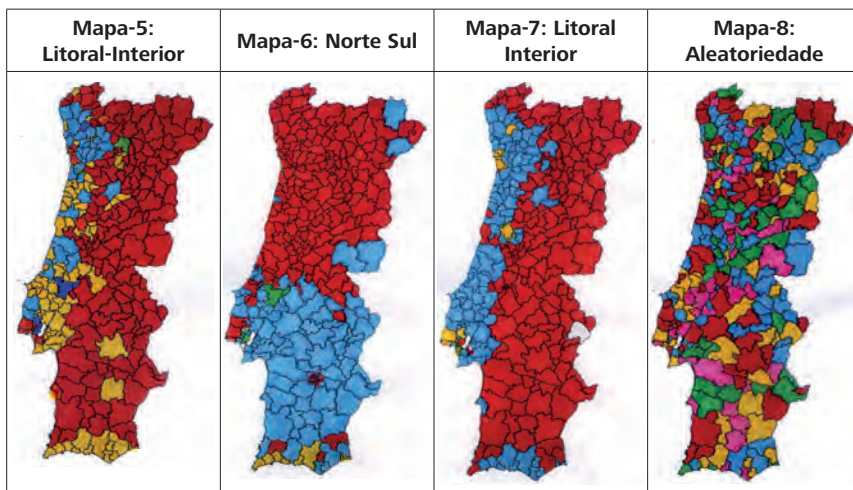 Mapa-5:
Litoral-Interior
Mapa-6: Norte Sul
Mapa-7: Litoral
Interior
Mapa-8:
Aleatoriedade